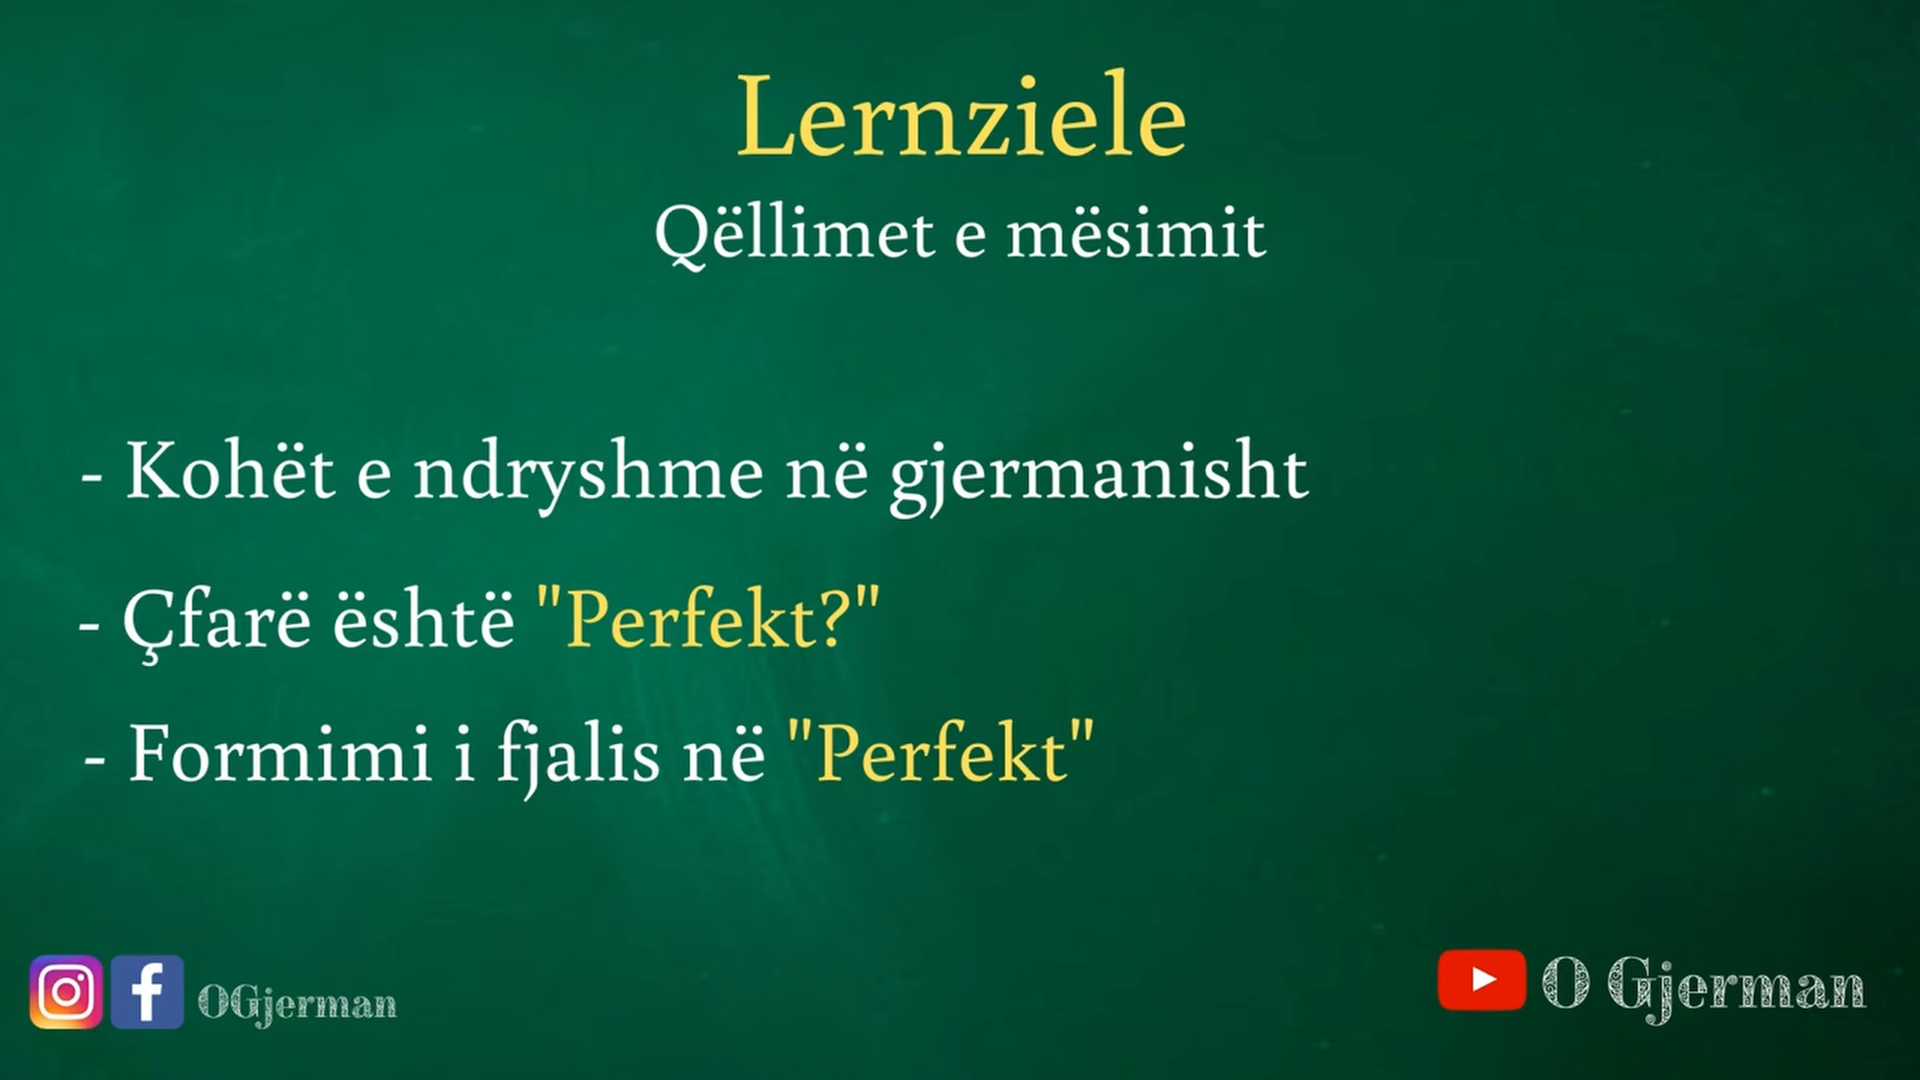 Lernziele
Qëllimet e mësimit
- Kohët e ndryshme në gjermanisht
- Çfarë është "Perfekt?"
- Formimi i fjalis në "Perfekt"
OGjerman
O Gjerman